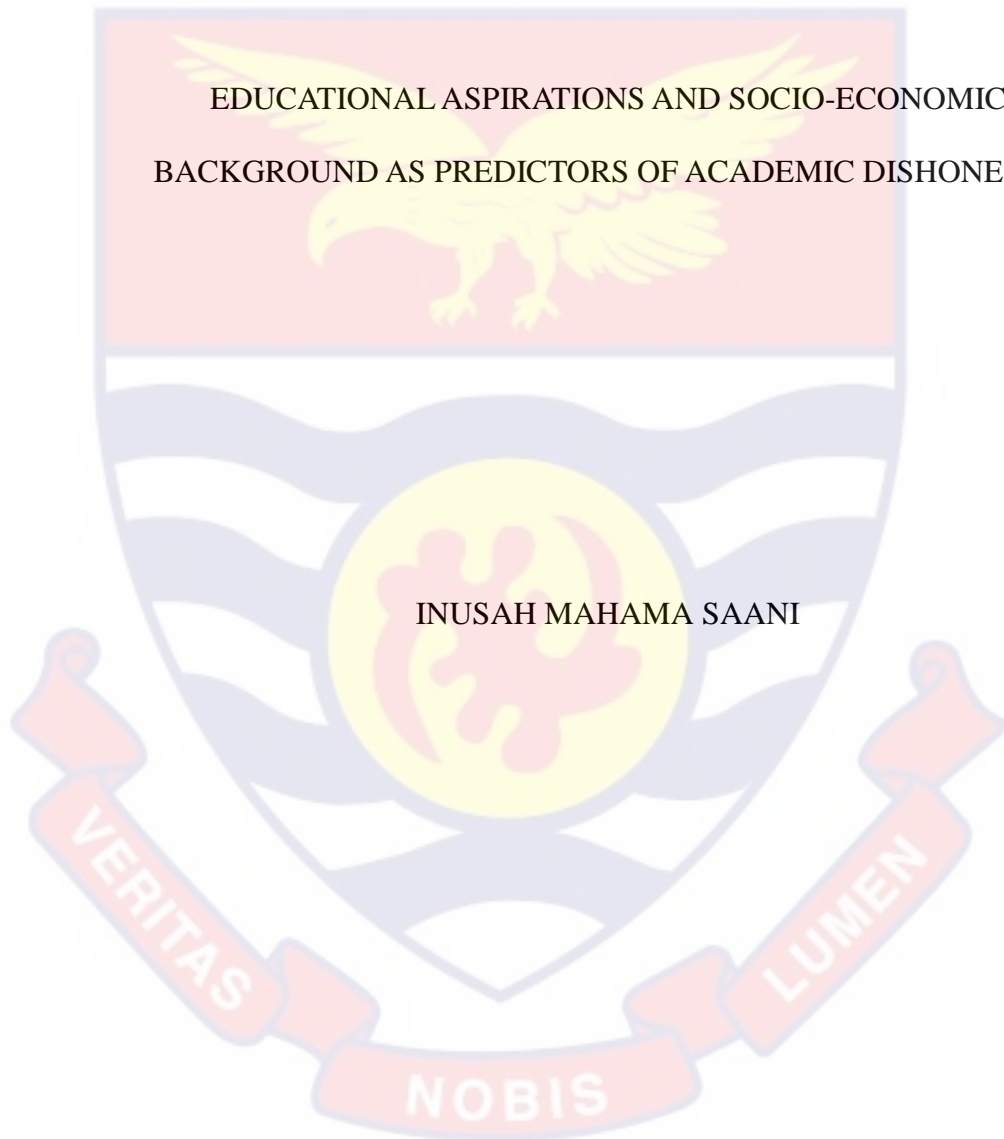 EDUCATIONAL ASPIRATIONS AND SOCIO-ECONOMIC
BACKGROUND AS PREDICTORS OF ACADEMIC DISHONE
INUSAH MAHAMA SAANI
VERITAS
NOBIS
LUMEN